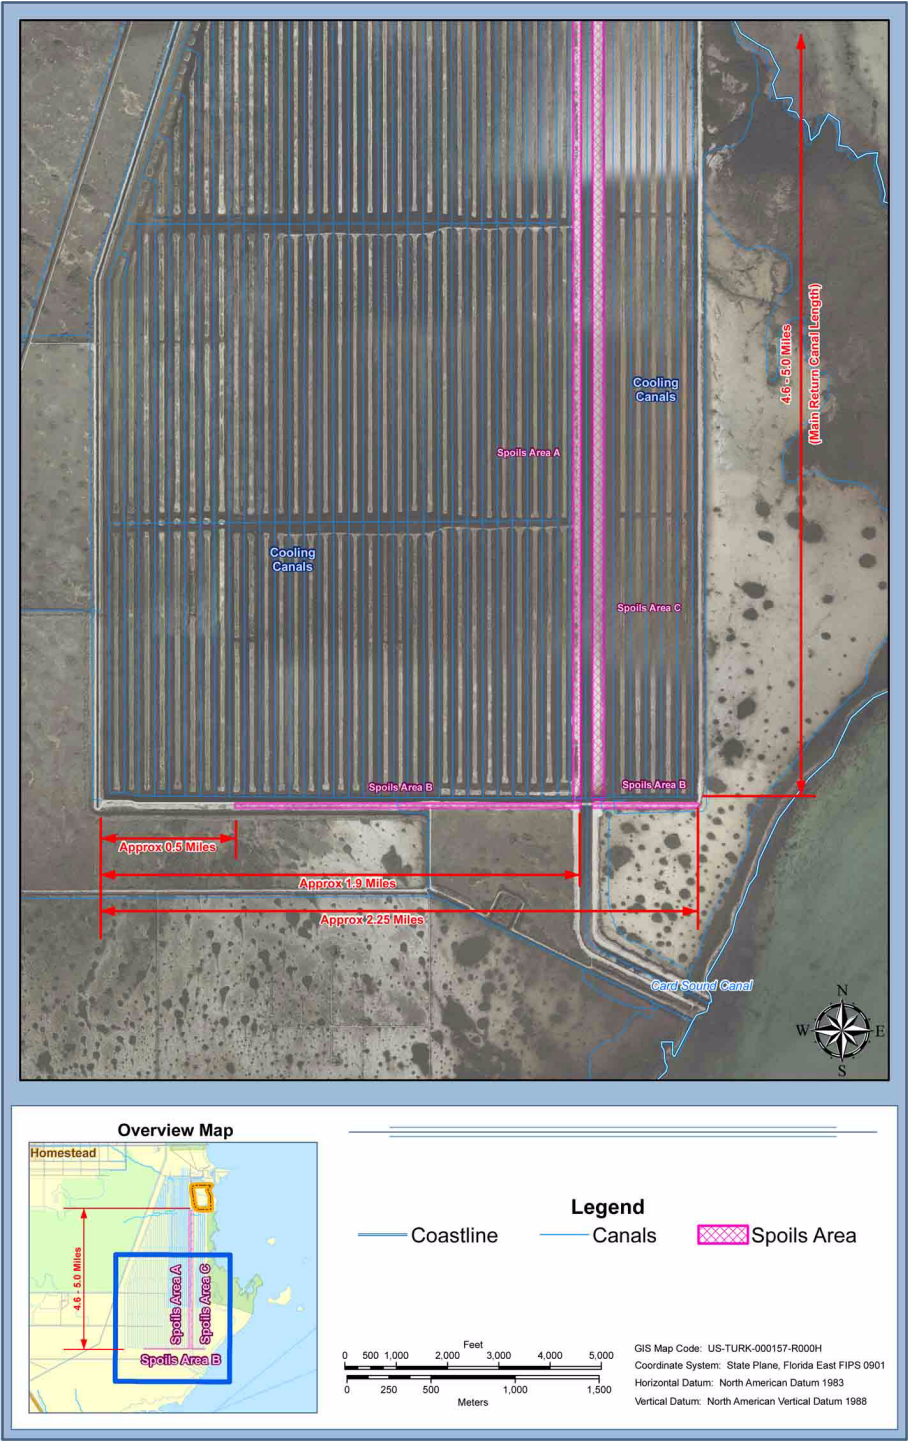 4.6 - 5.0 Miles
(Main Return Canal Length)
Cooling
Canals
Spoils Area A
Cooling
Canals
Spoils Area C
Spoils Area B
Spoils Area B
Approx 0.5 Miles
Approx 1.9 Miles
Approx 2.25 Miles
Card Sound Canal
N
W
E
S
Overview Map
Homestead
4.6 - 5.0 Miles
Spoils Area A
Spoils Area C
Spoils Area B
Legend
Coastline
Canals
Spoils Area
Feet
0 500 1,000 2,000 3,000 4,000 5,000
0 250 500 1,000 1,500
Meters
GIS Map Code: US-TURK-000157-R000H
Coordinate System: State Plane, Florida East FIPS 0901
Horizontal Datum: North American Datum 1983
Vertical Datum: North American Vertical Datum 1988